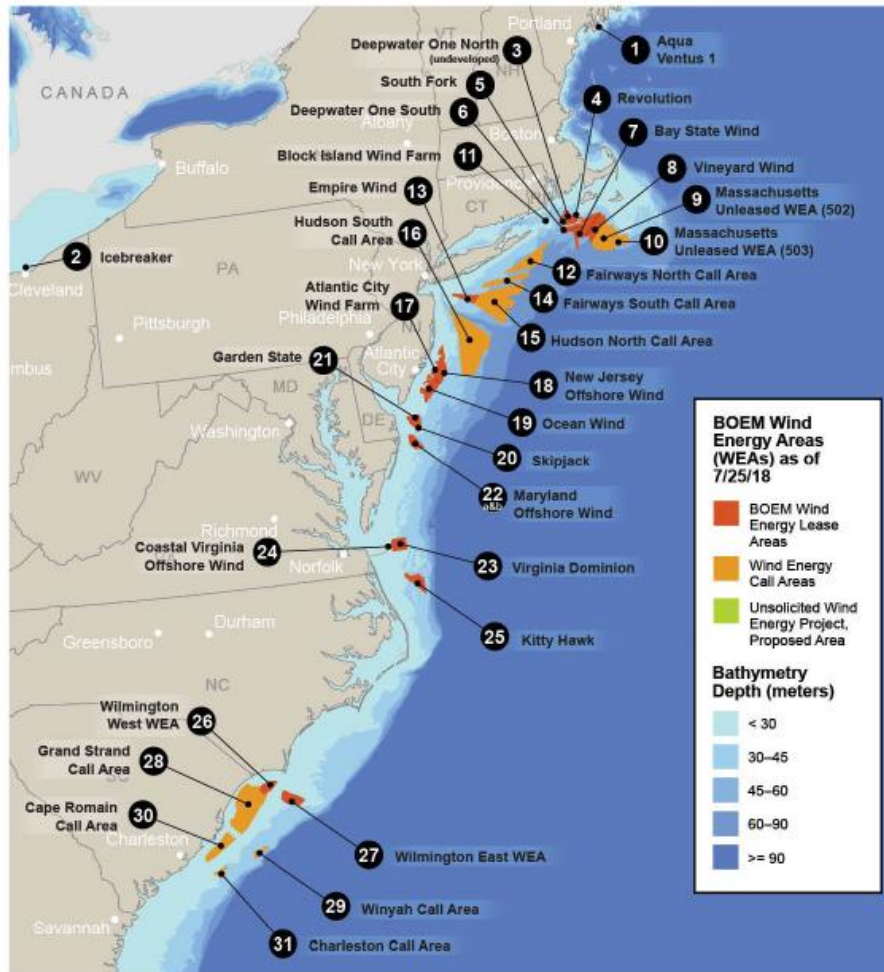 Portland
VT
NH
Deepwater One North
(undeveloped)
3
1
Aqua
Ventus 1
South Fork
5
4
Revolution
CANADA
Deepwater One South
6
7
Bay State Wind
Albany
Boston
Buffalo
Block Island Wind Farm
11
8
Vineyard Wind
Providence
Empire Wind
13
CT
9
Massachusetts
Unleased WEA (502)
Hudson South
Call Area
16
10
Massachusetts
Unleased WEA (503)
2
Icebreaker
Cleveland
PA
New York
12
Fairways North Call Area
Atlantic City
Wind Farm
17
14
Fairways South Call Area
Pittsburgh
Philadelphia
15
Hudson North Call Area
Garden State
21
Atlantic
City
18
New Jersey
Offshore Wind
umbus
MD
DE
19
Ocean Wind
Washington
20
Skipjack
WV
22
a&b
Maryland
Offshore Wind
Richmond
Coastal Virginia
Offshore Wind
24
Norfolk
23
Virginia Dominion
Durham
Greensboro
25
Kitty Hawk
NC
Wilmington
West WEA
26
Grand Strand
Call Area
28
Cape Romain
Call Area
30
Charleston
27
Wilmington East WEA
29
Winyah Call Area
Savannah
31
Charleston Call Area
BOEM Wind
Energy Areas
(WEAs) as of
7/25/18
BOEM Wind
Energy Lease
Areas
Wind Energy
Call Areas
Unsolicited Wind
Energy Project,
Proposed Area
Bathymetry
Depth (meters)
< 30
30–45
45–60
60–90
>= 90